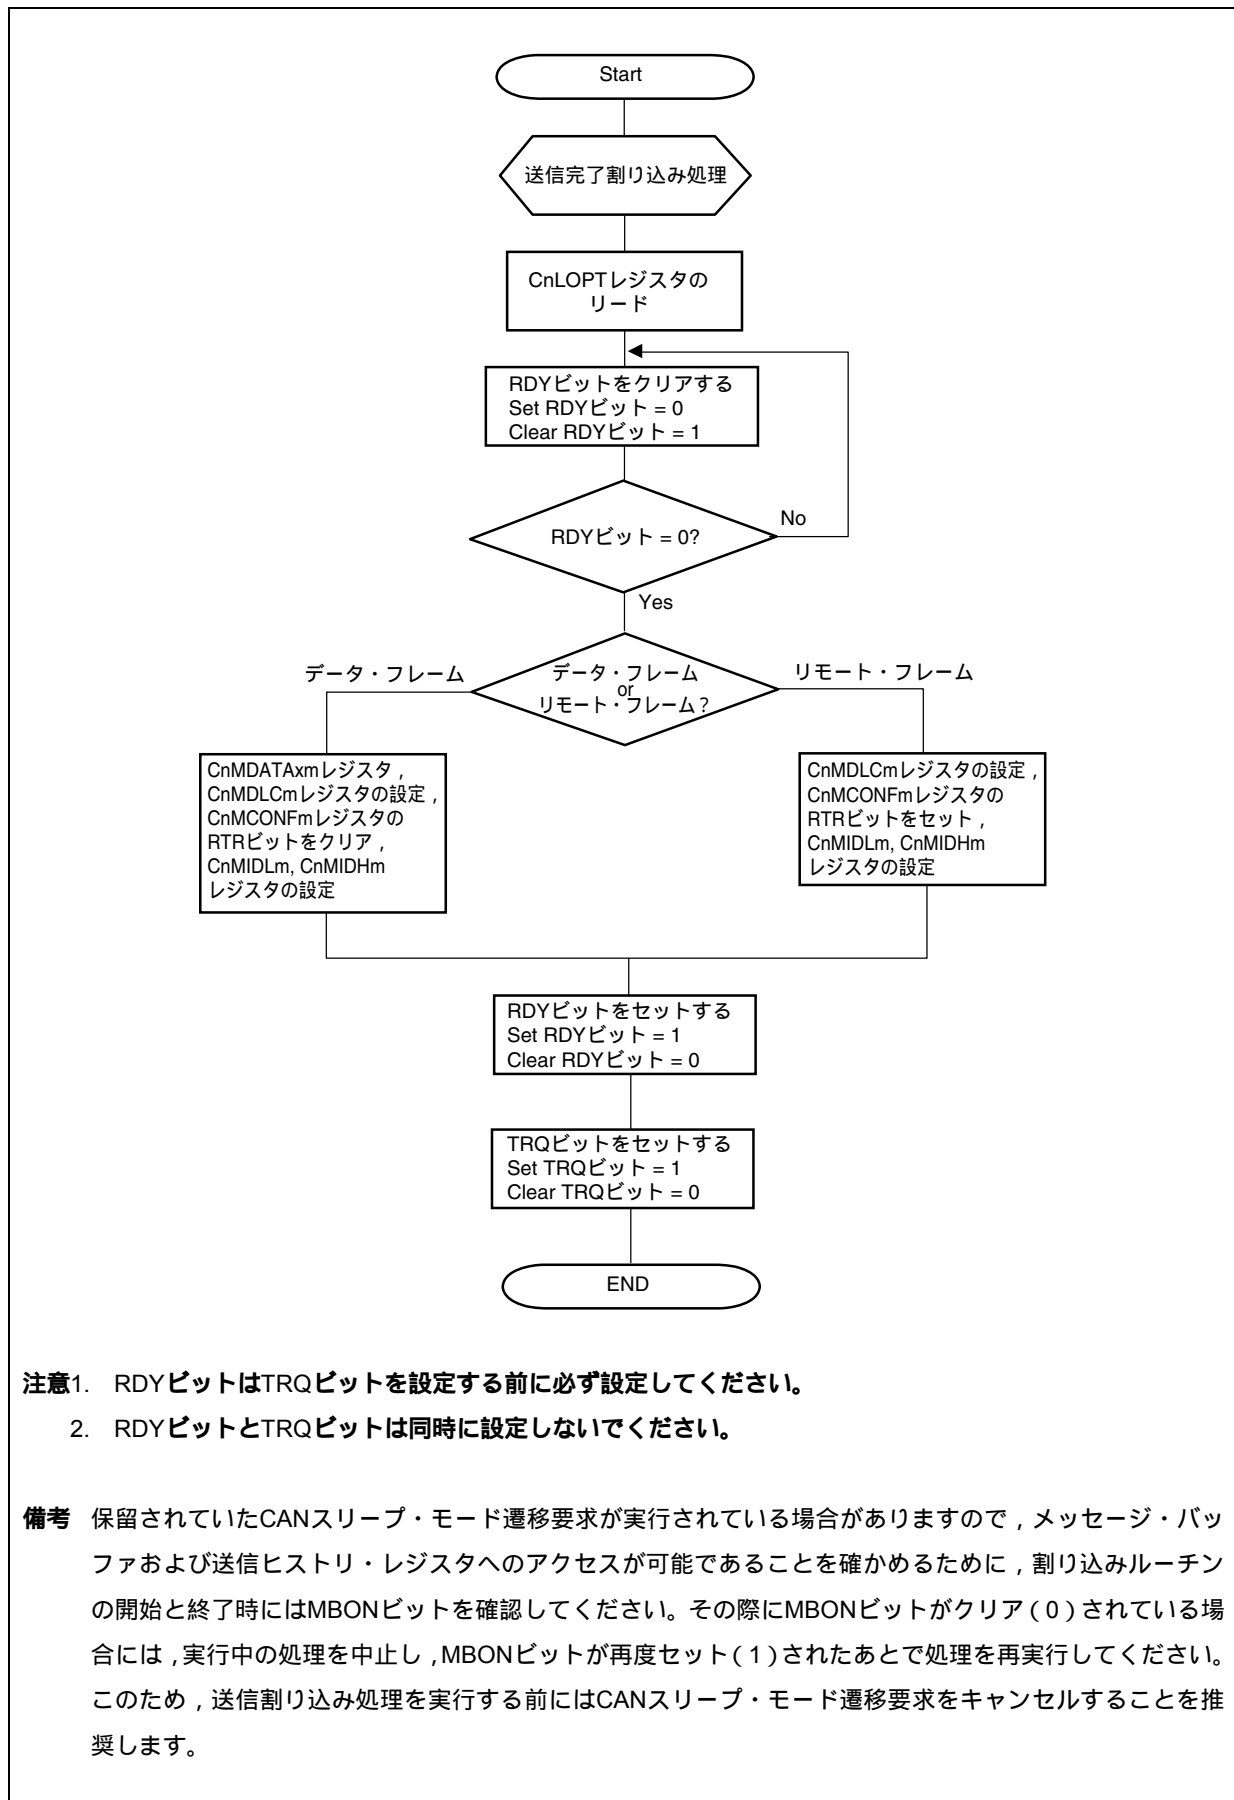 Start
送信完了割り込み処理
CnLOPTレジスタの
リード
RDYビットをクリアする
Set RDYビット = 0
Clear RDYビット = 1
RDYビット = 0?
No
Yes
データ・フレーム
データ・フレーム
or
リモート・フレーム？
リモート・フレーム
CnMDATAxmレジスタ，
CnMDLCmレジスタの設定，
CnMCONFmレジスタの
RTRビットをクリア，
CnMIDLm, CnMIDHm
レジスタの設定
CnMDLCmレジスタの設定，
CnMCONFmレジスタの
RTRビットをセット，
CnMIDLm, CnMIDHm
レジスタの設定
RDYビットをセットする
Set RDYビット = 1
Clear RDYビット = 0
TRQビットをセットする
Set TRQビット = 1
Clear TRQビット = 0
END
注意1. RDYビットはTRQビットを設定する前に必ず設定してください。
2. RDYビットとTRQビットは同時に設定しないでください。
備考 保留されていたCANスリープ・モード遷移要求が実行されている場合がありますので，メッセージ・バッ
ファおよび送信ヒストリ・レジスタへのアクセスが可能であることを確かめるために，割り込みルーチン
の開始と終了時にはMBONビットを確認してください。その際にMBONビットがクリア（0）されている場
合には，実行中の処理を中止し，MBONビットが再度セット（1）されたあとで処理を再実行してください。
このため，送信割り込み処理を実行する前にはCANスリープ・モード遷移要求をキャンセルすることを推
奨します。